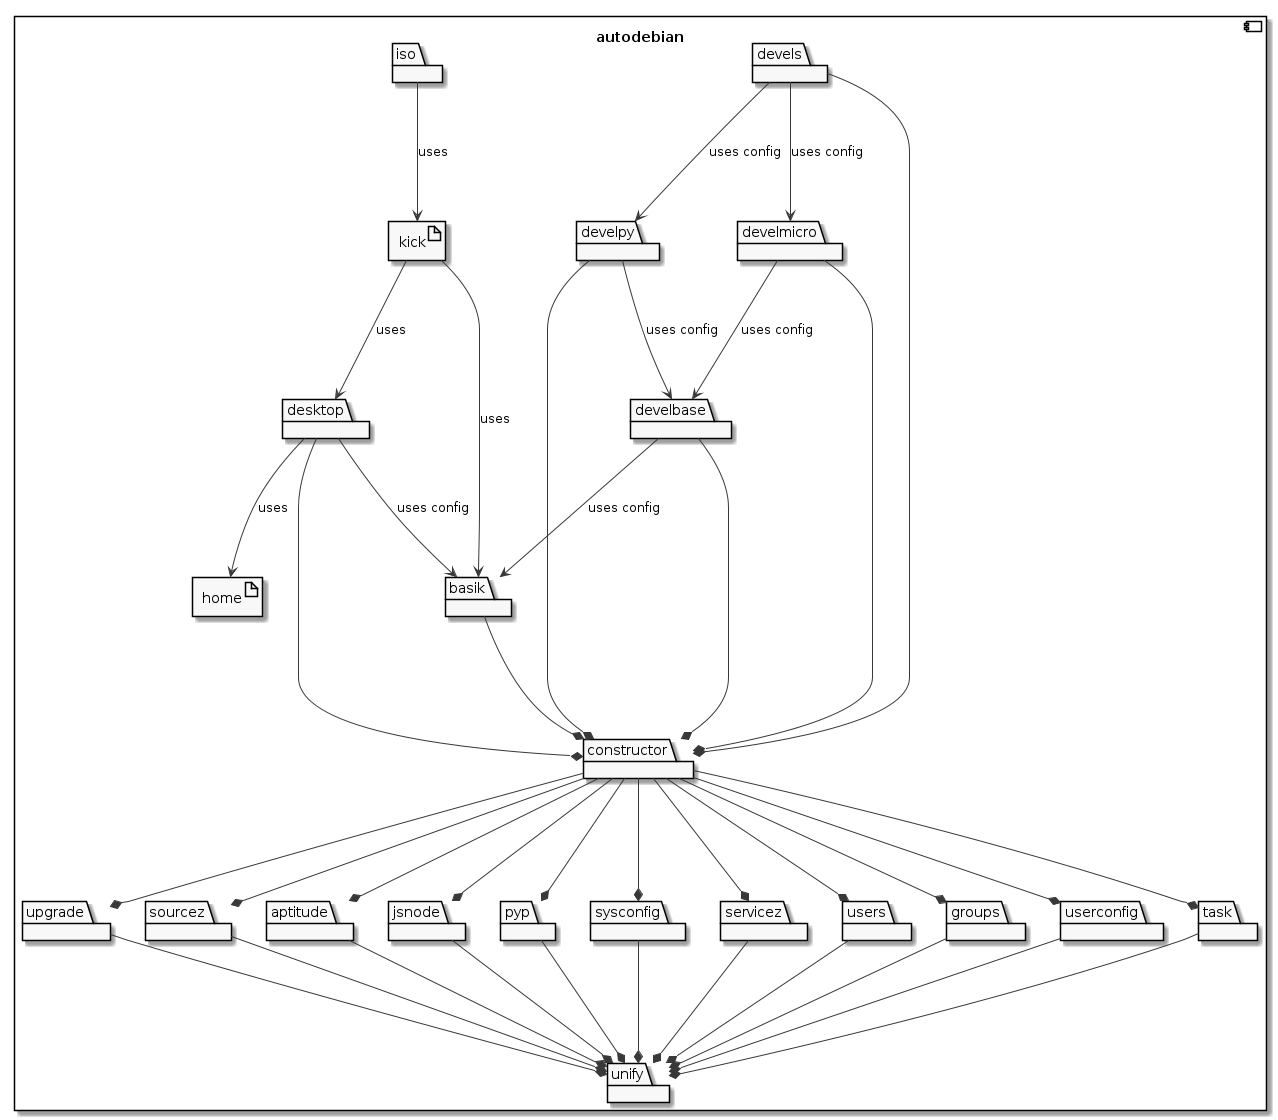 autodebian
iso
devels
uses
uses config
uses config
kick
develpy
develmicro
uses
uses config
uses config
desktop
develbase
uses
uses
uses config
uses config
home
basik
constructor
upgrade
sourcez
aptitude
jsnode
pyp
sysconfig
servicez
users
groups
userconfig
task
unify